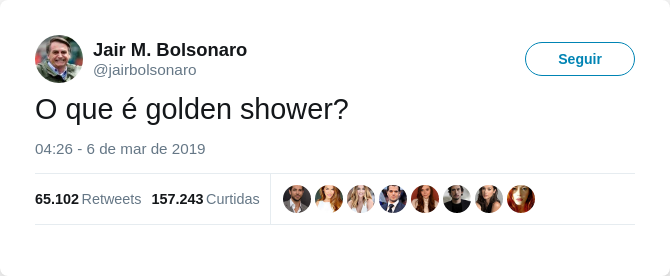 Jair M. Bolsonaro
@jairbolsonaro
Seguir
O que é golden shower?
04:26 - 6 de mar de 2019
65.102 Retweets 157.243 Curtidas